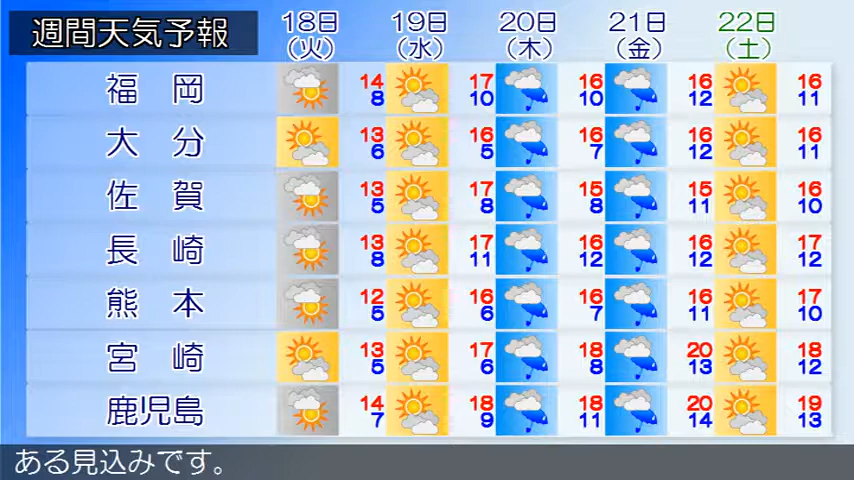 週間天気予報
18日 19日 20日 21日 22日
(火) (水) (木) (金) (土)
福岡 14 17 16 16 16
8 10 10 12 11
大分 13 16 16 16 16
6 5 7 12 11
佐賀 13 17 15 15 16
5 8 8 11 10
長崎 13 17 16 16 17
8 11 12 12 12
熊本 12 16 16 16 17
5 6 7 11 10
宮崎 13 17 18 20 18
5 6 8 13 12
鹿児島 14 18 18 20 19
7 9 11 14 13
ある見込みです。